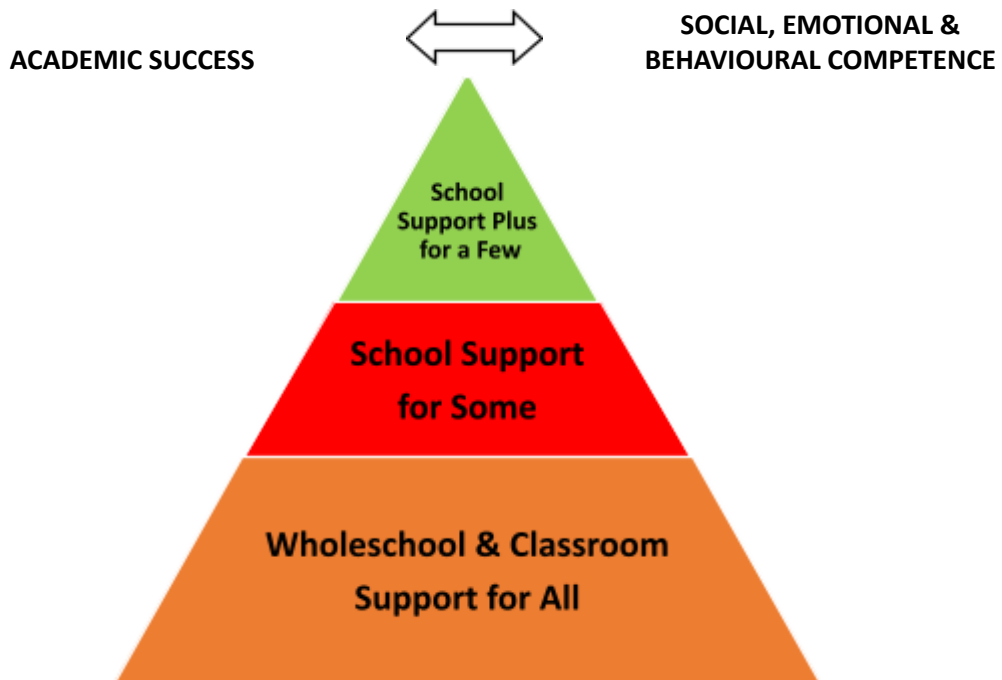 ACADEMIC SUCCESS
SOCIAL, EMOTIONAL &
BEHAVIOURAL COMPETENCE
School
Support Plus
for a Few
School Support
for Some
Wholeschool & Classroom
Support for All